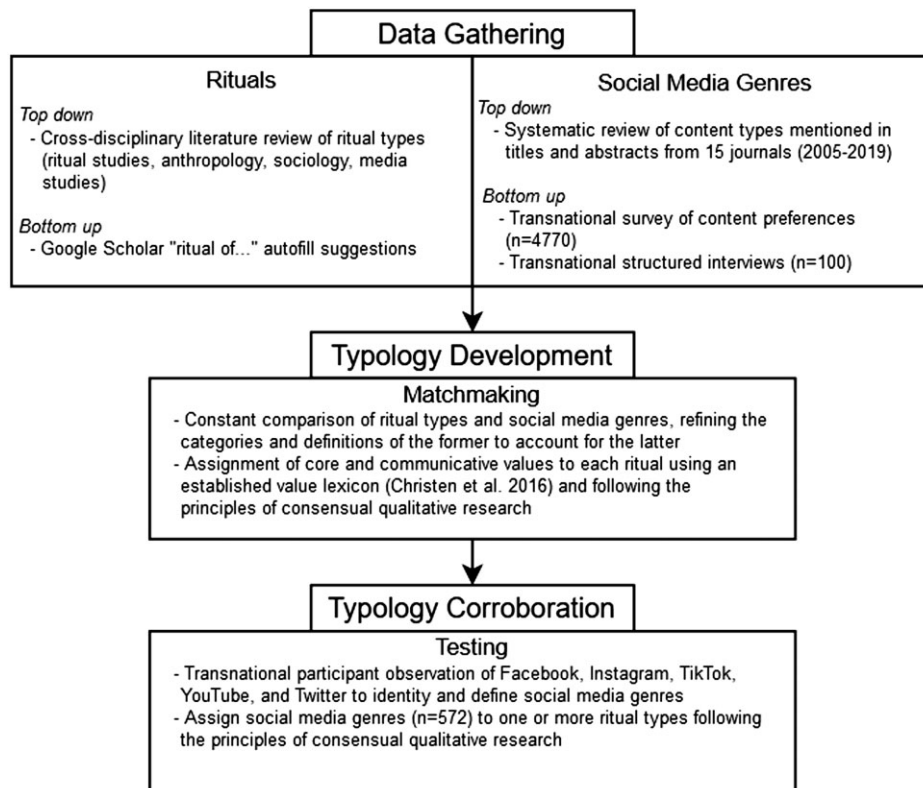 Data Gathering
Rituals
Top down
- Cross-disciplinary literature review of ritual types
(ritual studies, anthropology, sociology, media
studies)
Bottom up
- Google Scholar "ritual of..." autofill suggestions
Social Media Genres
Top down
- Systematic review of content types mentioned in
titles and abstracts from 15 journals (2005-2019)
Bottom up
- Transnational survey of content preferences
(n=4770)
- Transnational structured interviews (n=100)
Typology Development
Matchmaking
- Constant comparison of ritual types and social media genres, refining the
categories and definitions of the former to account for the latter
- Assignment of core and communicative values to each ritual using an
established value lexicon (Christen et al. 2016) and following the
principles of consensual qualitative research
Typology Corroboration
Testing
- Transnational participant observation of Facebook, Instagram, TikTok,
YouTube, and Twitter to identity and define social media genres
- Assign social media genres (n=572) to one or more ritual types following
the principles of consensual qualitative research